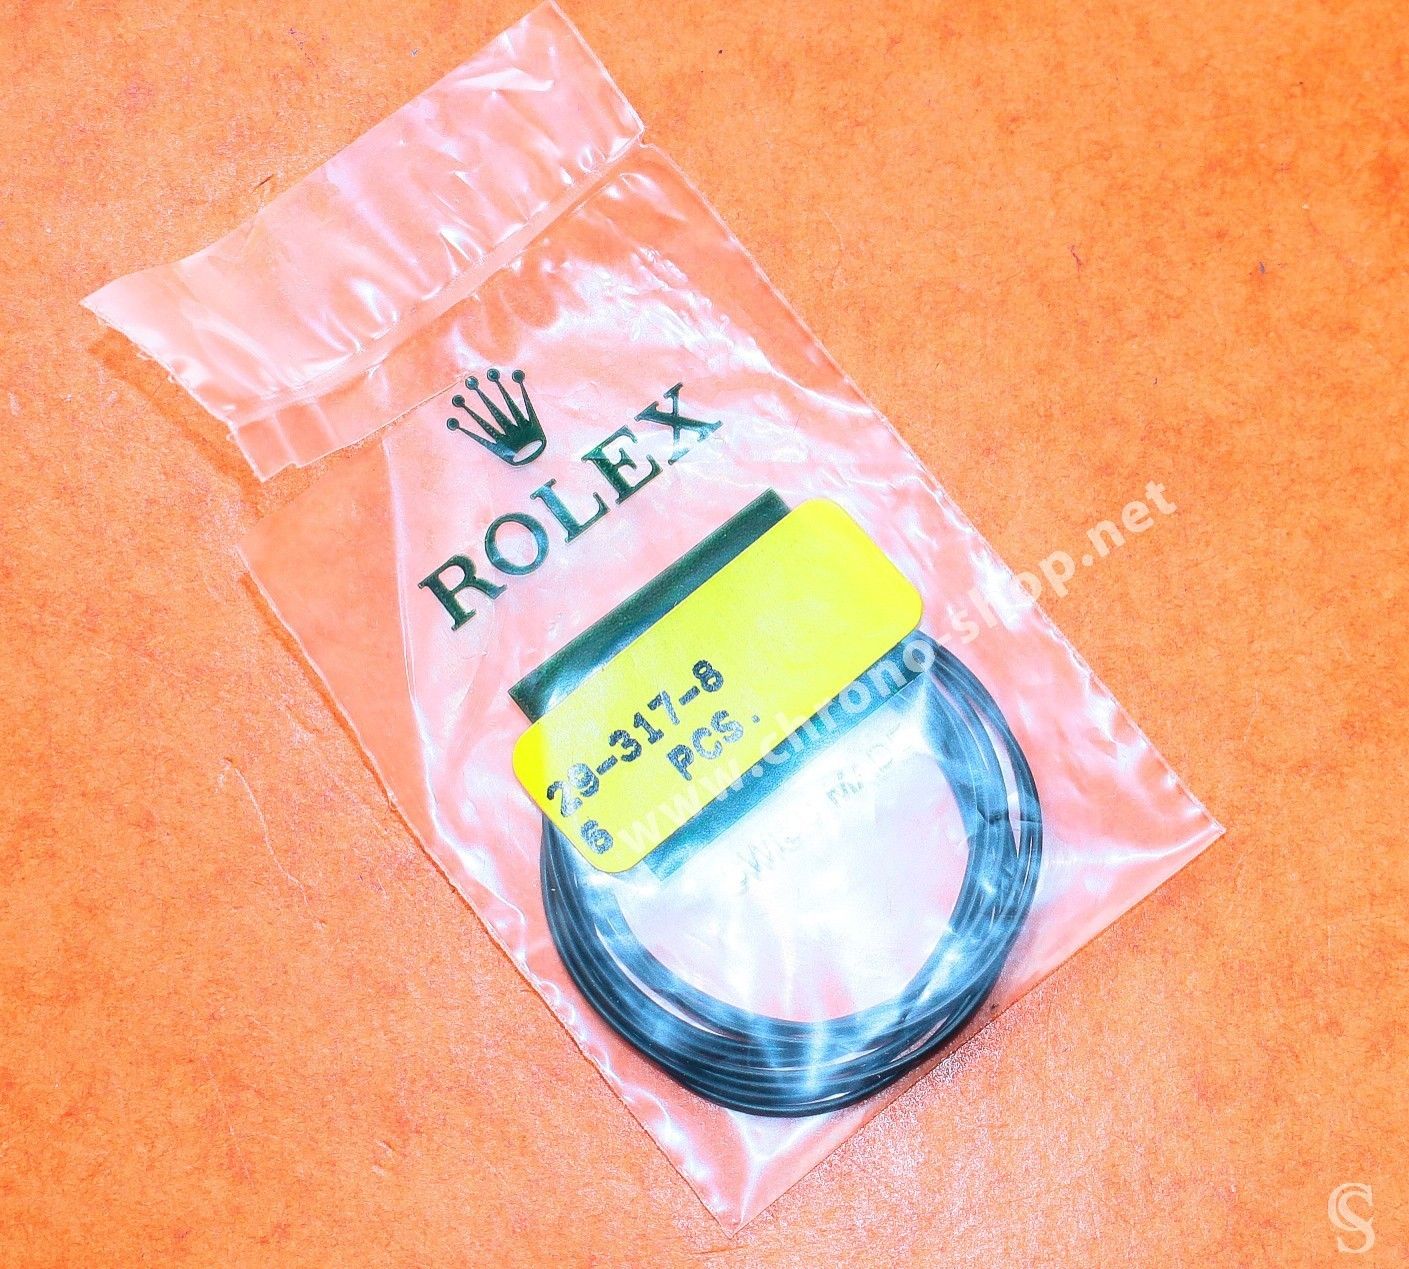 ROLEX
29-317-8
6 PCS.
www.chrono-shop.net